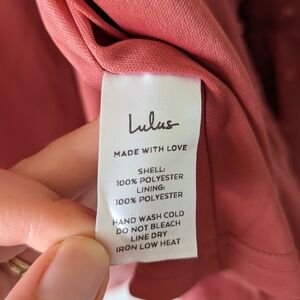 Lulus
MADE WITH LOVE
SHELL:
100% POLYESTER
LINING:
100% POLYESTER
HAND WASH COLD
DO NOT BLEACH
LINE DRY
IRON LOW HEAT